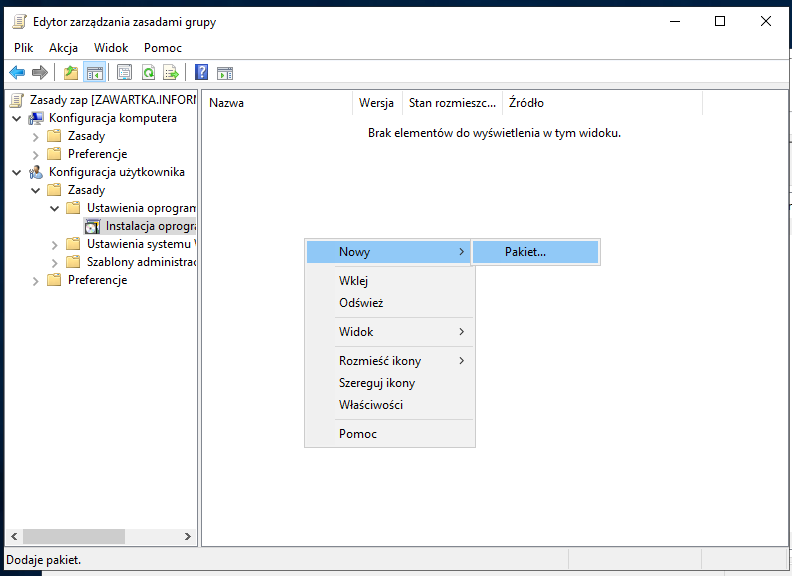 Edytor zarządzania zasadami grupy
Plik Akcja Widok Pomoc
Zasady zap [ZAWARTKA.INFORM
Konfiguracja komputera
Zasady
Preferencje
Konfiguracja użytkownika
Zasady
Ustawienia oprogram
Instalacja oprogra
Ustawienia systemu
Szablony administrac
Preferencje
Nazwa Wersja Stan rozmieszc... Źródło
Brak elementów do wyświetlenia w tym widoku.
Nowy
Pakiet...
Wklej
Odśwież
Widok
Rozmieść ikony
Szereguj ikony
Właściwości
Pomoc
Dodaje pakiet.